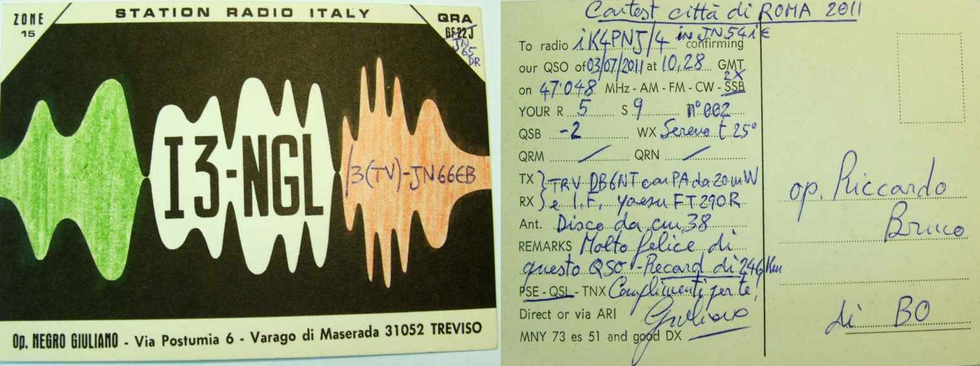 ZONE
15
STATION RADIO ITALY
QRA
GF22J
JN
65
DR
I3-NGL
/3(TV)-JN66EB
Op. NEGRO GIULIANO - Via Postumia 6 - Varago di Maserada 31052 TREVISO
Contest città di ROMA 2011
To radio iK4PNJ/4 in JN54iE confirming
our QSO of 03/07/2011 at 10,28 GMT
2X
on 47.048 MHz - AM - FM - CW - SSB
YOUR R 5 S 9 n° 002
QSB -2 WX Sereno t. 25°
QRM / QRN /
TX } TRV DB6NT con PA da 20mW
RX } e I.F. yaesu FT290R
Ant. Disco da cm, 38
REMARKS Molto felice di
questo QSO - Record di 246 Km
PSE - QSL - TNX Complimenti per te!
Direct or via ARI Giuliano
MNY 73 es 51 and good DX
op. Riccardo
di BO